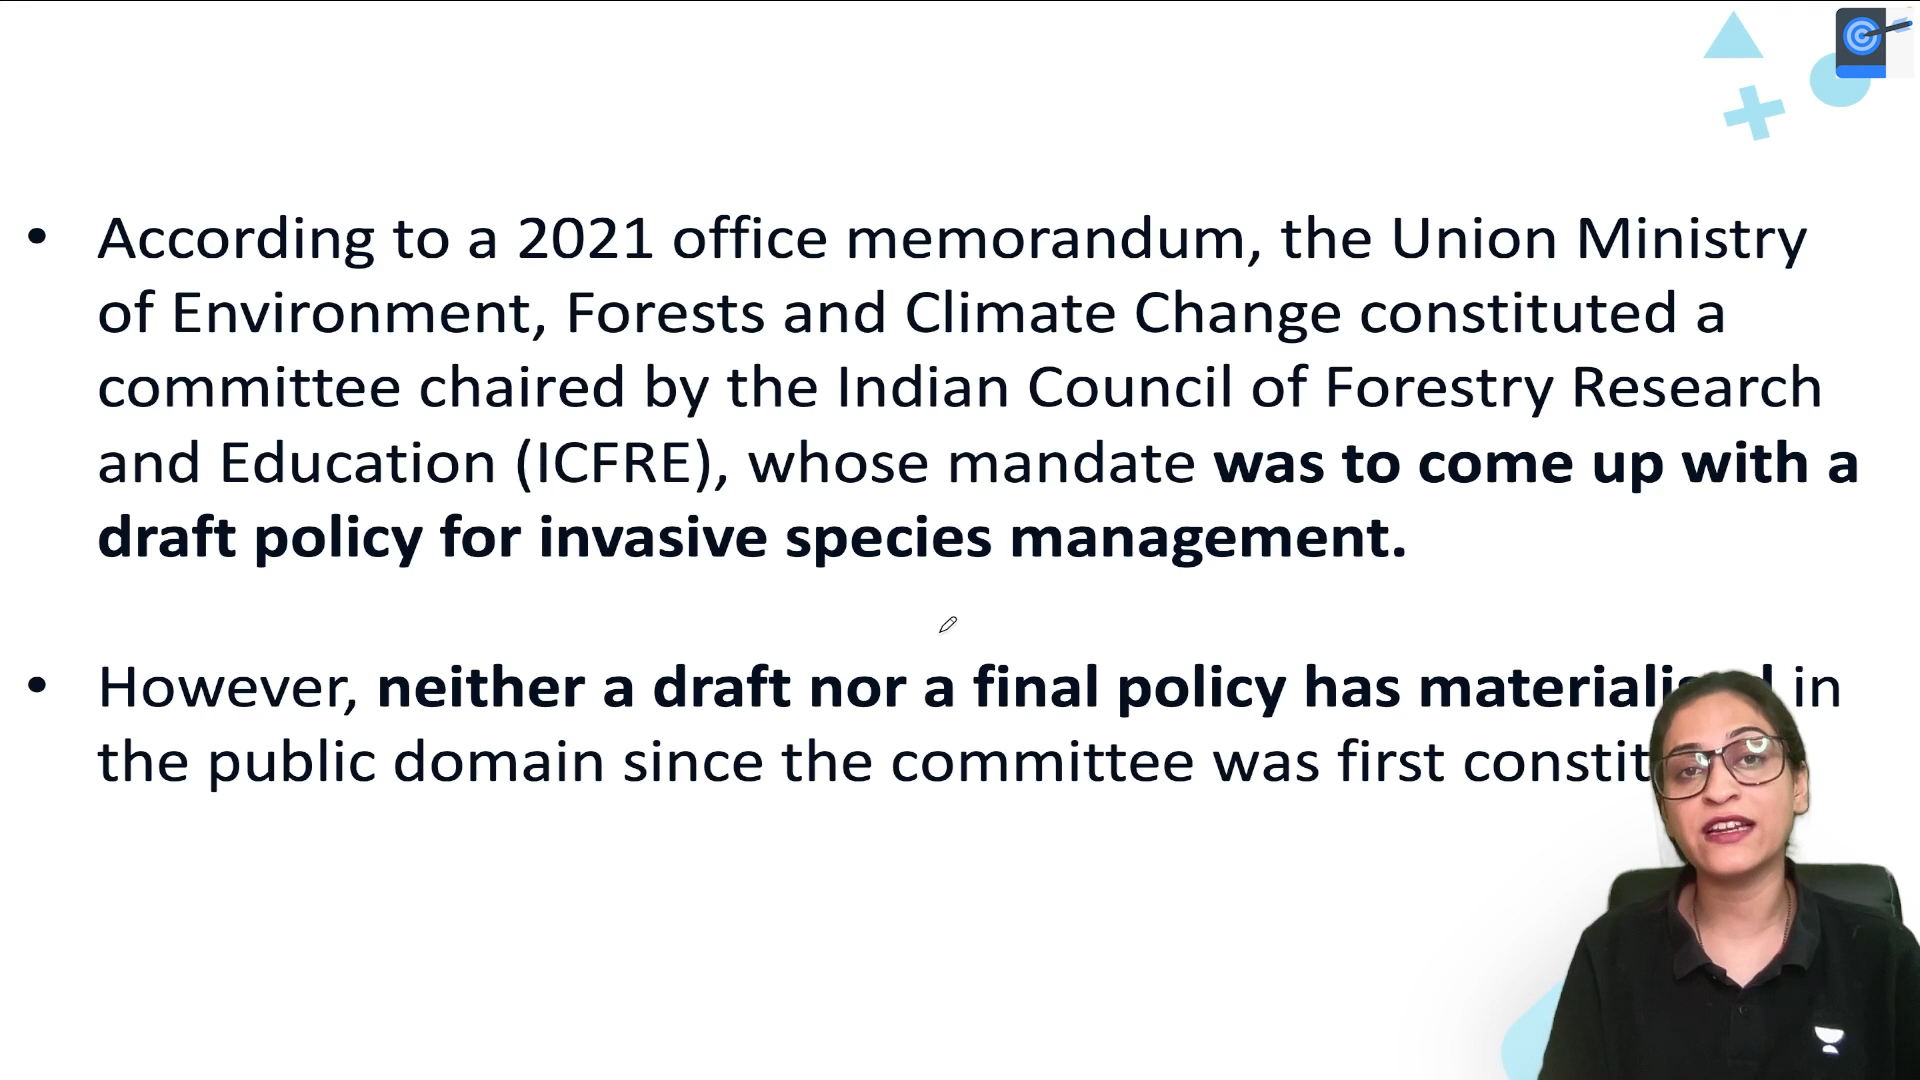 • According to a 2021 office memorandum, the Union Ministry
of Environment, Forests and Climate Change constituted a
committee chaired by the Indian Council of Forestry Research
and Education (ICFRE), whose mandate was to come up with a
draft policy for invasive species management.
• However, neither a draft nor a final policy has in
the public domain since the committee was first